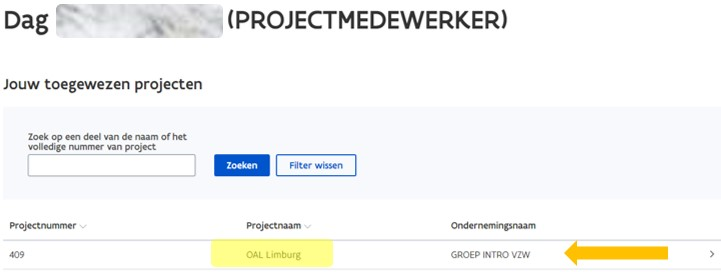 Dag (PROJECTMEDEWERKER)
Jouw toegewezen projecten
Zoek op een deel van de naam of het
volledige nummer van project
Zoeken Filter wissen
Projectnummer Projectnaam Ondernemingsnaam
409 OAL Limburg GROEP INTRO VZW